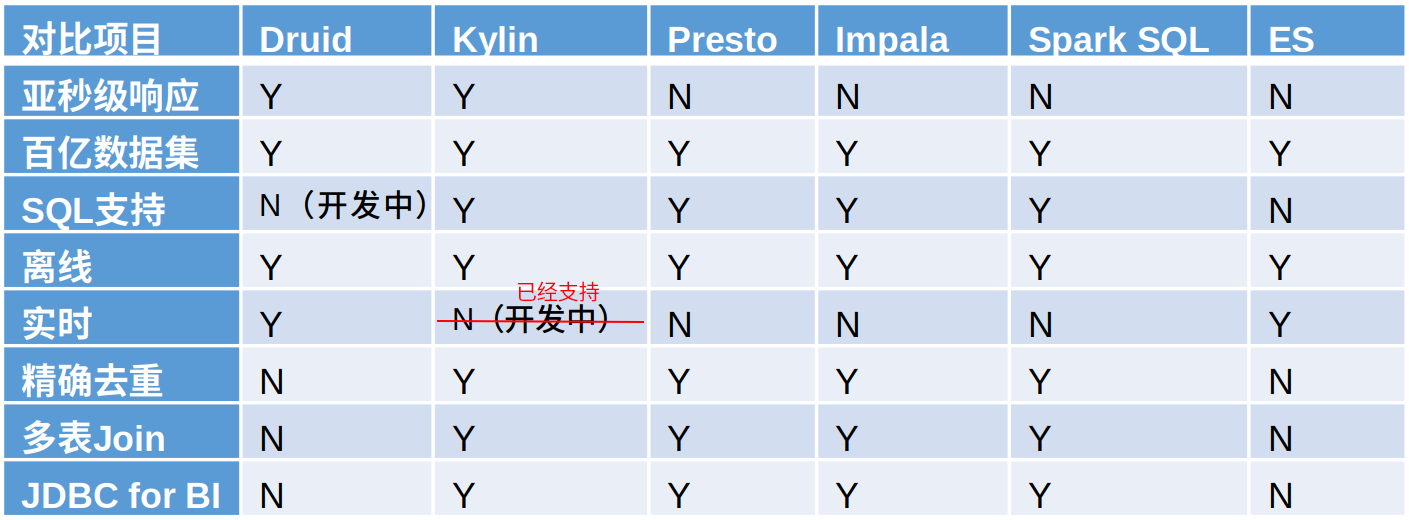 对比项目 Druid Kylin Presto Impala Spark SQL ES
亚秒级响应 Y Y N N N N
百亿数据集 Y Y Y Y Y Y
SQL支持 N（开发中） Y Y Y Y N
离线 Y Y Y Y Y Y
已经支持
实时 Y N（开发中） N N N Y
精确去重 N Y Y Y Y N
多表Join N Y Y Y Y N
JDBC for BI N Y Y Y Y N